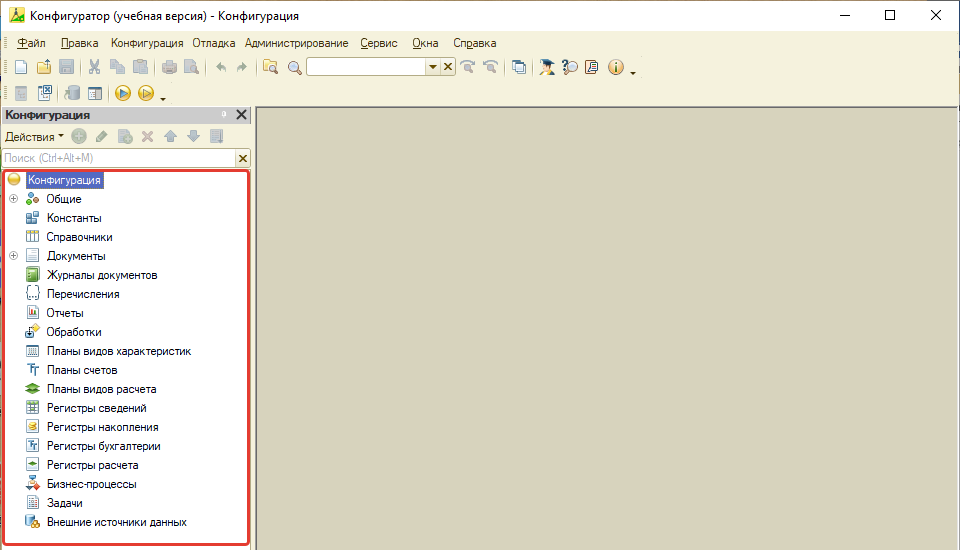 Конфигуратор (учебная версия) - Конфигурация
Файл Правка Конфигурация Отладка Администрирование Сервис Окна Справка
Конфигурация
Действия
Поиск (Ctrl+Alt+M)
Конфигурация
Общие
Константы
Справочники
Документы
Журналы документов
Перечисления
Отчеты
Обработки
Планы видов характеристик
Планы счетов
Планы видов расчета
Регистры сведений
Регистры накопления
Регистры бухгалтерии
Регистры расчета
Бизнес-процессы
Задачи
Внешние источники данных